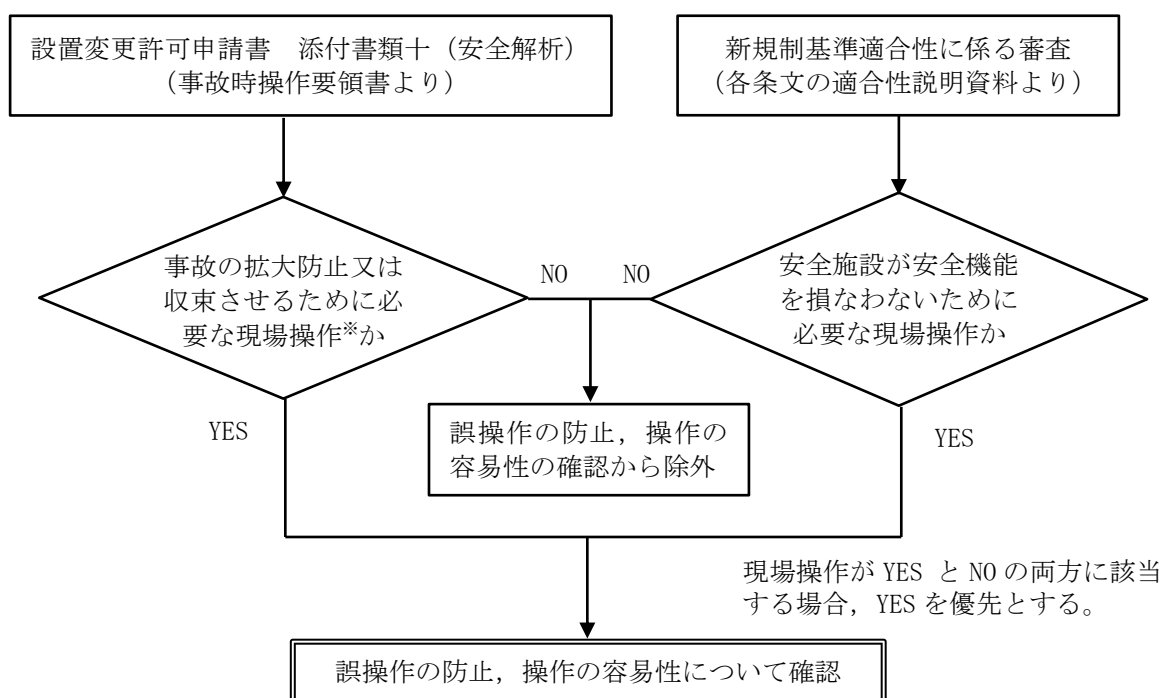 設置変更許可申請書　添付書類十（安全解析）
（事故時操作要領書より）
新規制基準適合性に係る審査
（各条文の適合性説明資料より）
事故の拡大防止又は
収束させるために必
要な現場操作※か
NO
NO
安全施設が安全機能
を損なわないために
必要な現場操作か
YES
誤操作の防止，操作の
容易性の確認から除外
YES
現場操作が YES と NO の両方に該当
する場合，YES を優先とする。
誤操作の防止，操作の容易性について確認